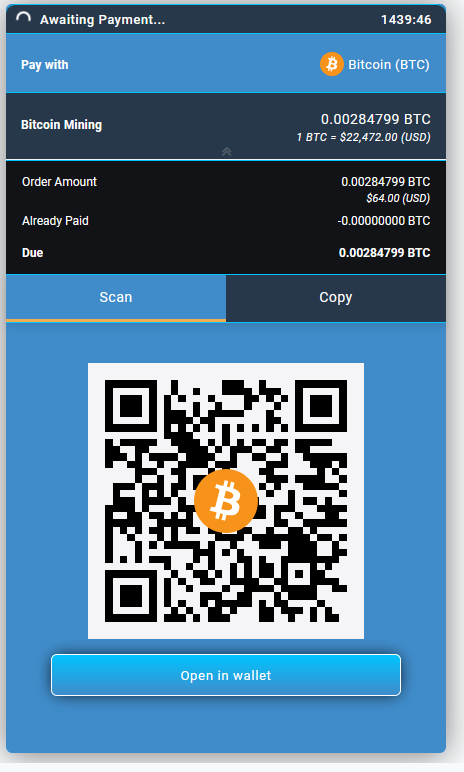 Awaiting Payment... 1439:46
Pay with Bitcoin (BTC)
Bitcoin Mining 0.00284799 BTC
1 BTC = $22,472.00 (USD)
Order Amount 0.00284799 BTC
$64.00 (USD)
Already Paid -0.00000000 BTC
Due 0.00284799 BTC
Scan Copy
Open in wallet